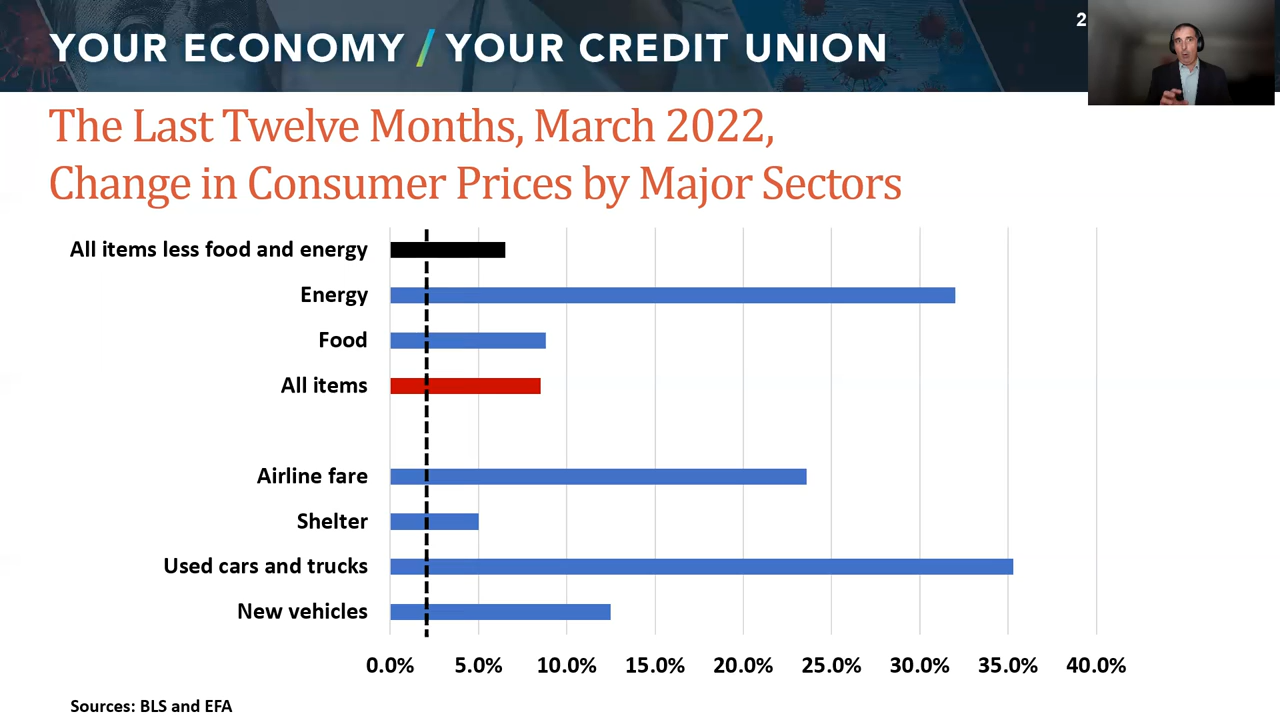 YOUR ECONOMY / YOUR CREDIT UNION
2
The Last Twelve Months, March 2022,
Change in Consumer Prices by Major Sectors
All items less food and energy
Energy
Food
All items
Airline fare
Shelter
Used cars and trucks
New vehicles
0.0% 5.0% 10.0% 15.0% 20.0% 25.0% 30.0% 35.0% 40.0%
Sources: BLS and EFA